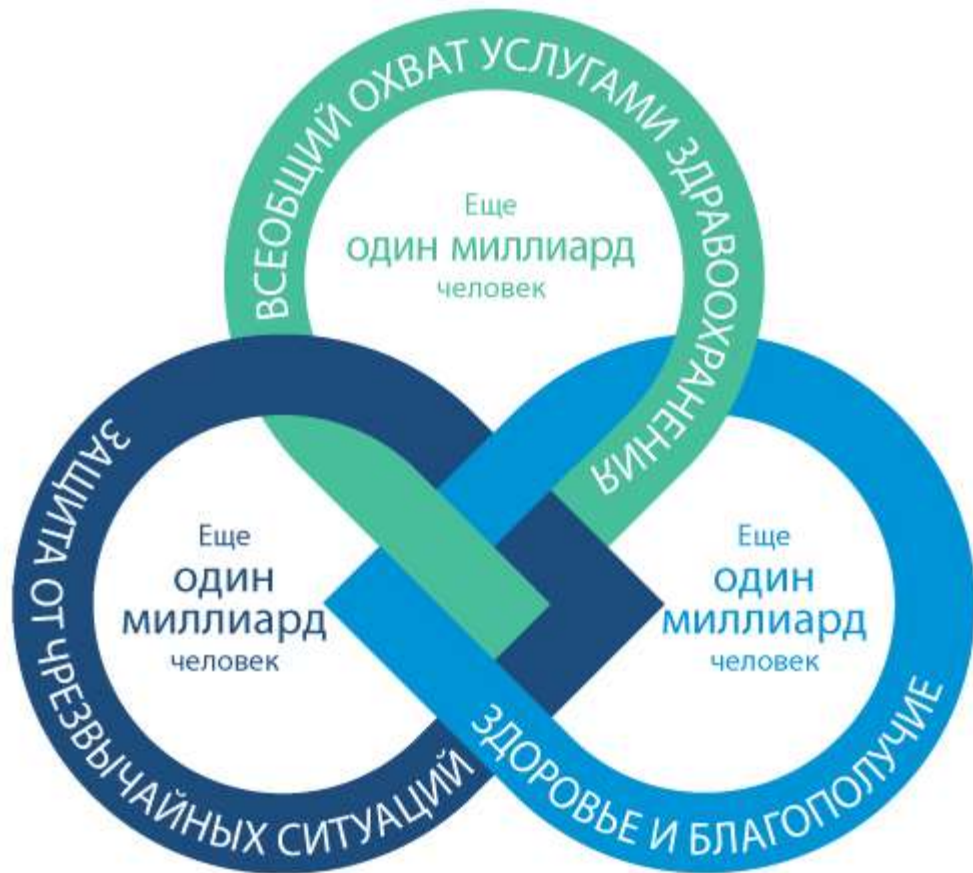 ВСЕОБЩИЙ ОХВАТ УСЛУГАМИ ЗДРАВООХРАНЕНИЯ
Еще
один миллиард
человек
ЗАЩИТА ОТ ЧРЕЗВЫЧАЙНЫХ СИТУАЦИЙ
Еще
один
миллиард
человек
Еще
один
миллиард
человек
ЗДОРОВЬЕ И БЛАГОПОЛУЧИЕ